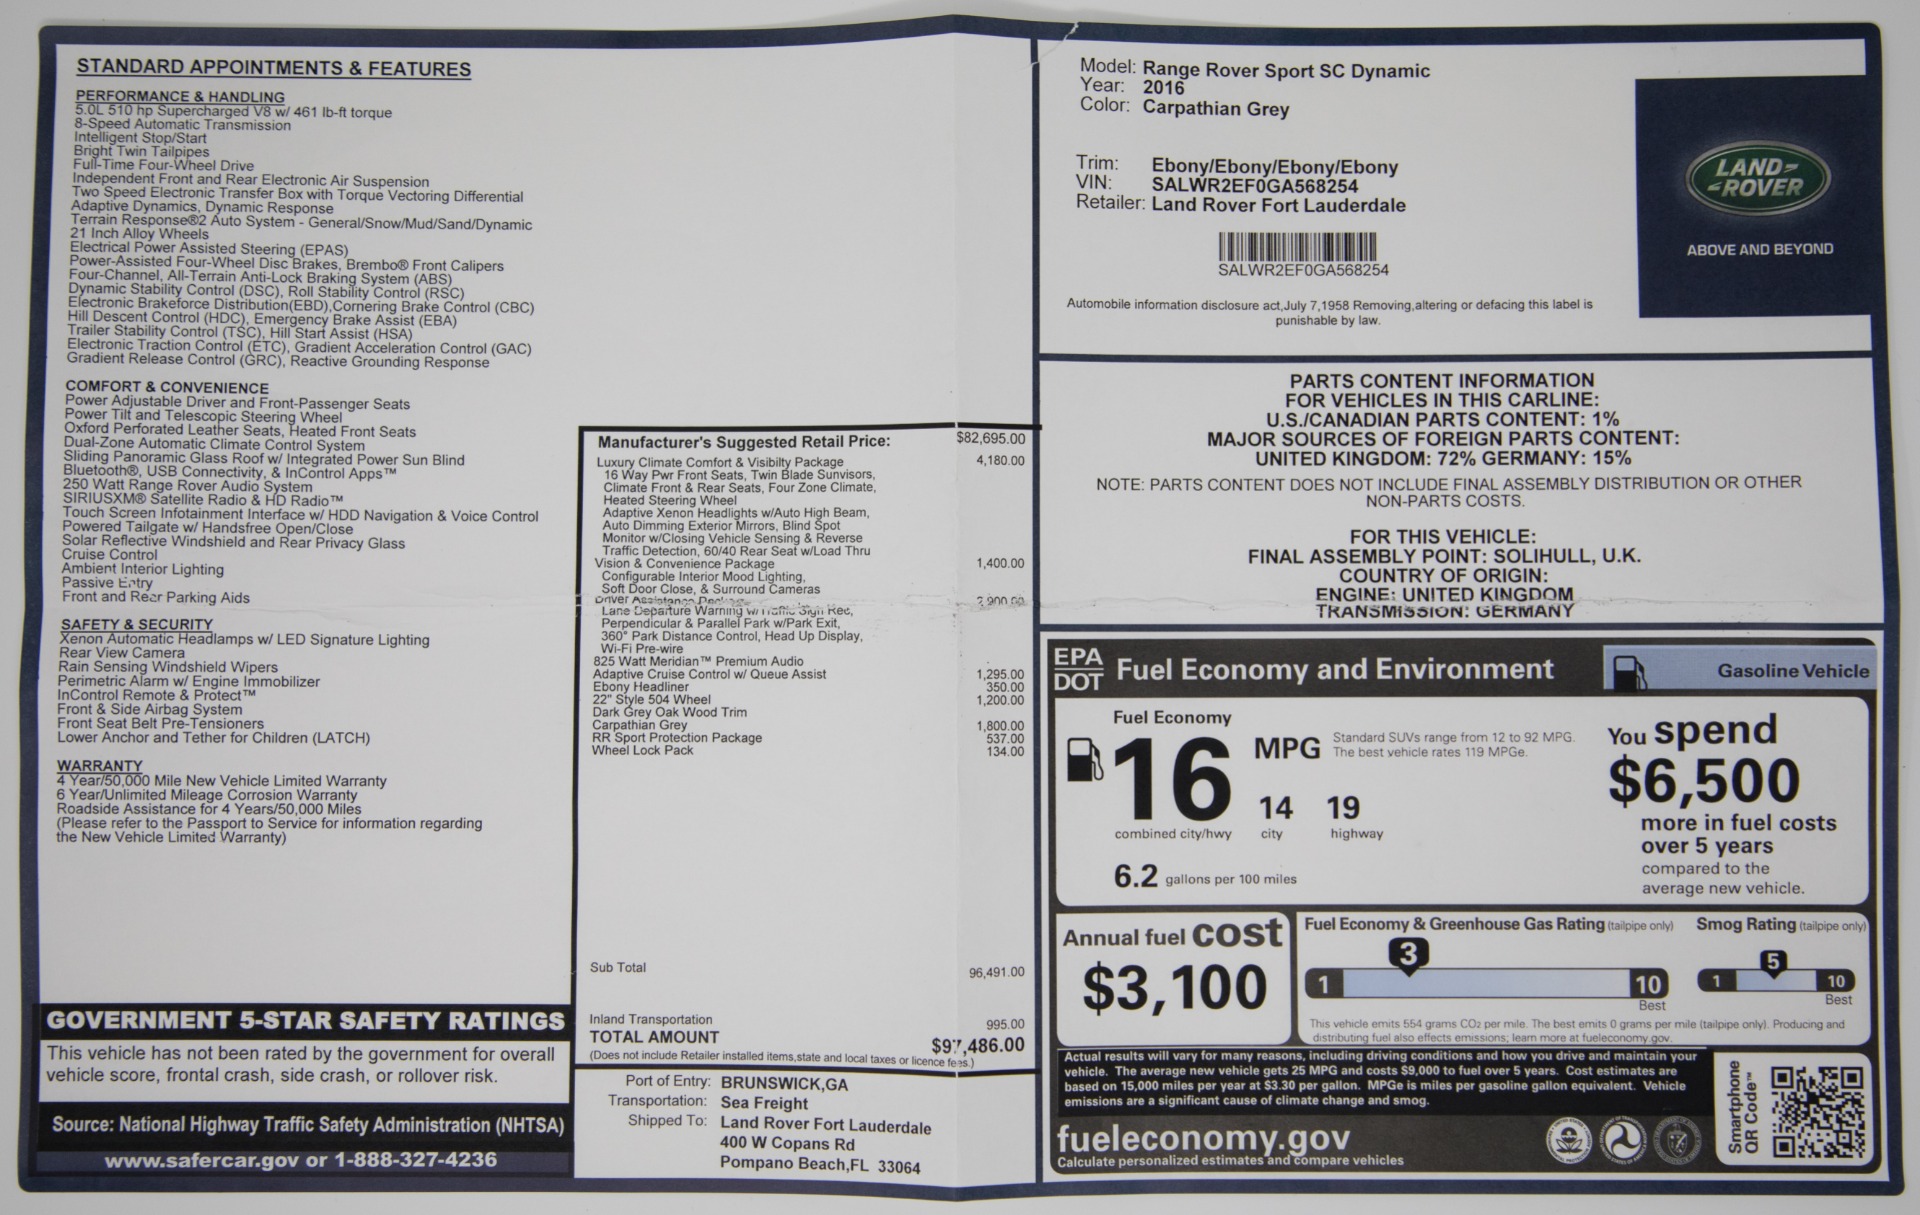 STANDARD APPOINTMENTS & FEATURES
PERFORMANCE & HANDLING
5.0L 510 hp Supercharged V8 w/ 461 lb-ft torque
8-Speed Automatic Transmission
Intelligent Stop/Start
Bright Twin Tailpipes
Full-Time Four-Wheel Drive
Independent Front and Rear Electronic Air Suspension
Two Speed Electronic Transfer Box with Torque Vectoring Differential
Adaptive Dynamics, Dynamic Response
Terrain Response®2 Auto System - General/Snow/Mud/Sand/Dynamic
21 Inch Alloy Wheels
Electrical Power Assisted Steering (EPAS)
Power-Assisted Four-Wheel Disc Brakes, Brembo® Front Calipers
Four-Channel, All-Terrain Anti-Lock Braking System (ABS)
Dynamic Stability Control (DSC), Roll Stability Control (RSC)
Electronic Brakeforce Distribution(EBD),Cornering Brake Control (CBC)
Hill Descent Control (HDC), Emergency Brake Assist (EBA)
Trailer Stability Control (TSC), Hill Start Assist (HSA)
Electronic Traction Control (ETC), Gradient Acceleration Control (GAC)
Gradient Release Control (GRC), Reactive Grounding Response
COMFORT & CONVENIENCE
Power Adjustable Driver and Front-Passenger Seats
Power Tilt and Telescopic Steering Wheel
Oxford Perforated Leather Seats, Heated Front Seats
Dual-Zone Automatic Climate Control System
Sliding Panoramic Glass Roof w/ Integrated Power Sun Blind
Bluetooth®, USB Connectivity, & InControl Apps™
250 Watt Range Rover Audio System
SIRIUSXM® Satellite Radio & HD Radio™
Touch Screen Infotainment Interface w/ HDD Navigation & Voice Control
Powered Tailgate w/ Handsfree Open/Close
Solar Reflective Windshield and Rear Privacy Glass
Cruise Control
Ambient Interior Lighting
Passive Entry
Front and Rear Parking Aids
SAFETY & SECURITY
Xenon Automatic Headlamps w/ LED Signature Lighting
Rear View Camera
Rain Sensing Windshield Wipers
Perimetric Alarm w/ Engine Immobilizer
InControl Remote & Protect™
Front & Side Airbag System
Front Seat Belt Pre-Tensioners
Lower Anchor and Tether for Children (LATCH)
WARRANTY
4 Year/50,000 Mile New Vehicle Limited Warranty
6 Year/Unlimited Mileage Corrosion Warranty
Roadside Assistance for 4 Years/50,000 Miles
(Please refer to the Passport to Service for information regarding
the New Vehicle Limited Warranty)
GOVERNMENT 5-STAR SAFETY RATINGS
This vehicle has not been rated by the government for overall
vehicle score, frontal crash, side crash, or rollover risk.
Source: National Highway Traffic Safety Administration (NHTSA)
www.safercar.gov or 1-888-327-4236
Manufacturer's Suggested Retail Price: $82,695.00
Luxury Climate Comfort & Visibilty Package 4,180.00
16 Way Pwr Front Seats, Twin Blade Sunvisors,
Climate Front & Rear Seats, Four Zone Climate,
Heated Steering Wheel
Adaptive Xenon Headlights w/Auto High Beam,
Auto Dimming Exterior Mirrors, Blind Spot
Monitor w/Closing Vehicle Sensing & Reverse
Traffic Detection, 60/40 Rear Seat w/Load Thru
Vision & Convenience Package 1,400.00
Configurable Interior Mood Lighting,
Soft Door Close, & Surround Cameras
Driver Assistance Package 2,900.00
Lane Departure Warning w/Traffic Sign Rec,
Perpendicular & Parallel Park w/Park Exit,
360° Park Distance Control, Head Up Display,
Wi-Fi Pre-wire
825 Watt Meridian™ Premium Audio
Adaptive Cruise Control w/ Queue Assist 1,295.00
Ebony Headliner 350.00
22" Style 504 Wheel 1,200.00
Dark Grey Oak Wood Trim
Carpathian Grey 1,800.00
RR Sport Protection Package 537.00
Wheel Lock Pack 134.00
Sub Total 96,491.00
Inland Transportation 995.00
TOTAL AMOUNT $97,486.00
(Does not include Retailer installed items,state and local taxes or licence fees.)
Port of Entry: BRUNSWICK,GA
Transportation: Sea Freight
Shipped To: Land Rover Fort Lauderdale
400 W Copans Rd
Pompano Beach,FL 33064
Model: Range Rover Sport SC Dynamic
Year: 2016
Color: Carpathian Grey
Trim: Ebony/Ebony/Ebony/Ebony
VIN: SALWR2EF0GA568254
Retailer: Land Rover Fort Lauderdale
SALWR2EF0GA568254
Automobile information disclosure act,July 7,1958 Removing,altering or defacing this label is
punishable by law.
LAND-
-ROVER
ABOVE AND BEYOND
PARTS CONTENT INFORMATION
FOR VEHICLES IN THIS CARLINE:
U.S./CANADIAN PARTS CONTENT: 1%
MAJOR SOURCES OF FOREIGN PARTS CONTENT:
UNITED KINGDOM: 72% GERMANY: 15%
NOTE: PARTS CONTENT DOES NOT INCLUDE FINAL ASSEMBLY DISTRIBUTION OR OTHER
NON-PARTS COSTS.
FOR THIS VEHICLE:
FINAL ASSEMBLY POINT: SOLIHULL, U.K.
COUNTRY OF ORIGIN:
ENGINE: UNITED KINGDOM
TRANSMISSION: GERMANY
EPA
DOT
Fuel Economy and Environment
Gasoline Vehicle
Fuel Economy
16 MPG
Standard SUVs range from 12 to 92 MPG.
The best vehicle rates 119 MPGe.
14 19
combined city/hwy city highway
6.2 gallons per 100 miles
You spend
$6,500
more in fuel costs
over 5 years
compared to the
average new vehicle.
Annual fuel cost
$3,100
Fuel Economy & Greenhouse Gas Rating (tailpipe only)
3
1 10
Best
Smog Rating (tailpipe only)
5
1 10
Best
This vehicle emits 554 grams CO2 per mile. The best emits 0 grams per mile (tailpipe only). Producing and
distributing fuel also effects emissions; learn more at fueleconomy.gov.
Actual results will vary for many reasons, including driving conditions and how you drive and maintain your
vehicle. The average new vehicle gets 25 MPG and costs $9,000 to fuel over 5 years. Cost estimates are
based on 15,000 miles per year at $3.30 per gallon. MPGe is miles per gasoline gallon equivalent. Vehicle
emissions are a significant cause of climate change and smog.
fueleconomy.gov
Calculate personalized estimates and compare vehicles
Smartphone
QR Code™